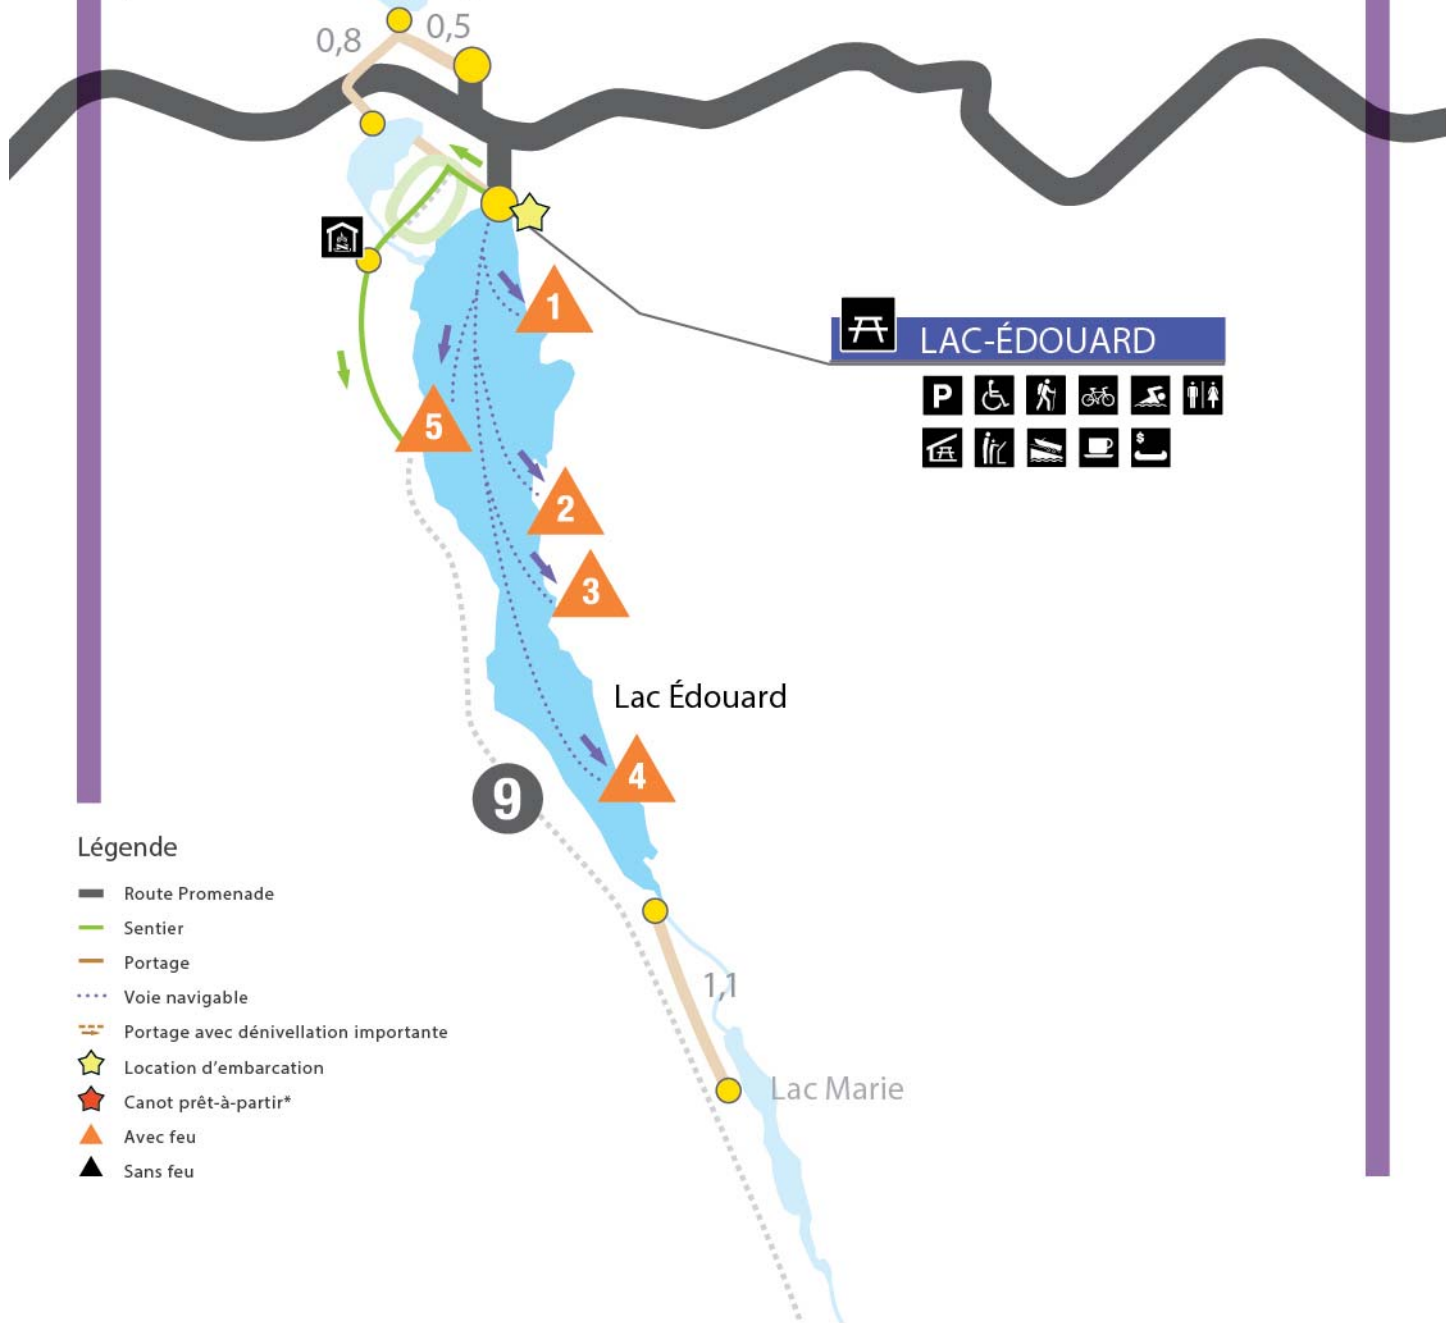 0,8
0,5
1
LAC-ÉDOUARD
P
5
$
2
3
Lac Édouard
4
9
Légende
Route Promenade
Sentier
Portage
Voie navigable
Portage avec dénivellation importante
Location d'embarcation
Canot prêt-à-partir*
Avec feu
Sans feu
1,1
Lac Marie